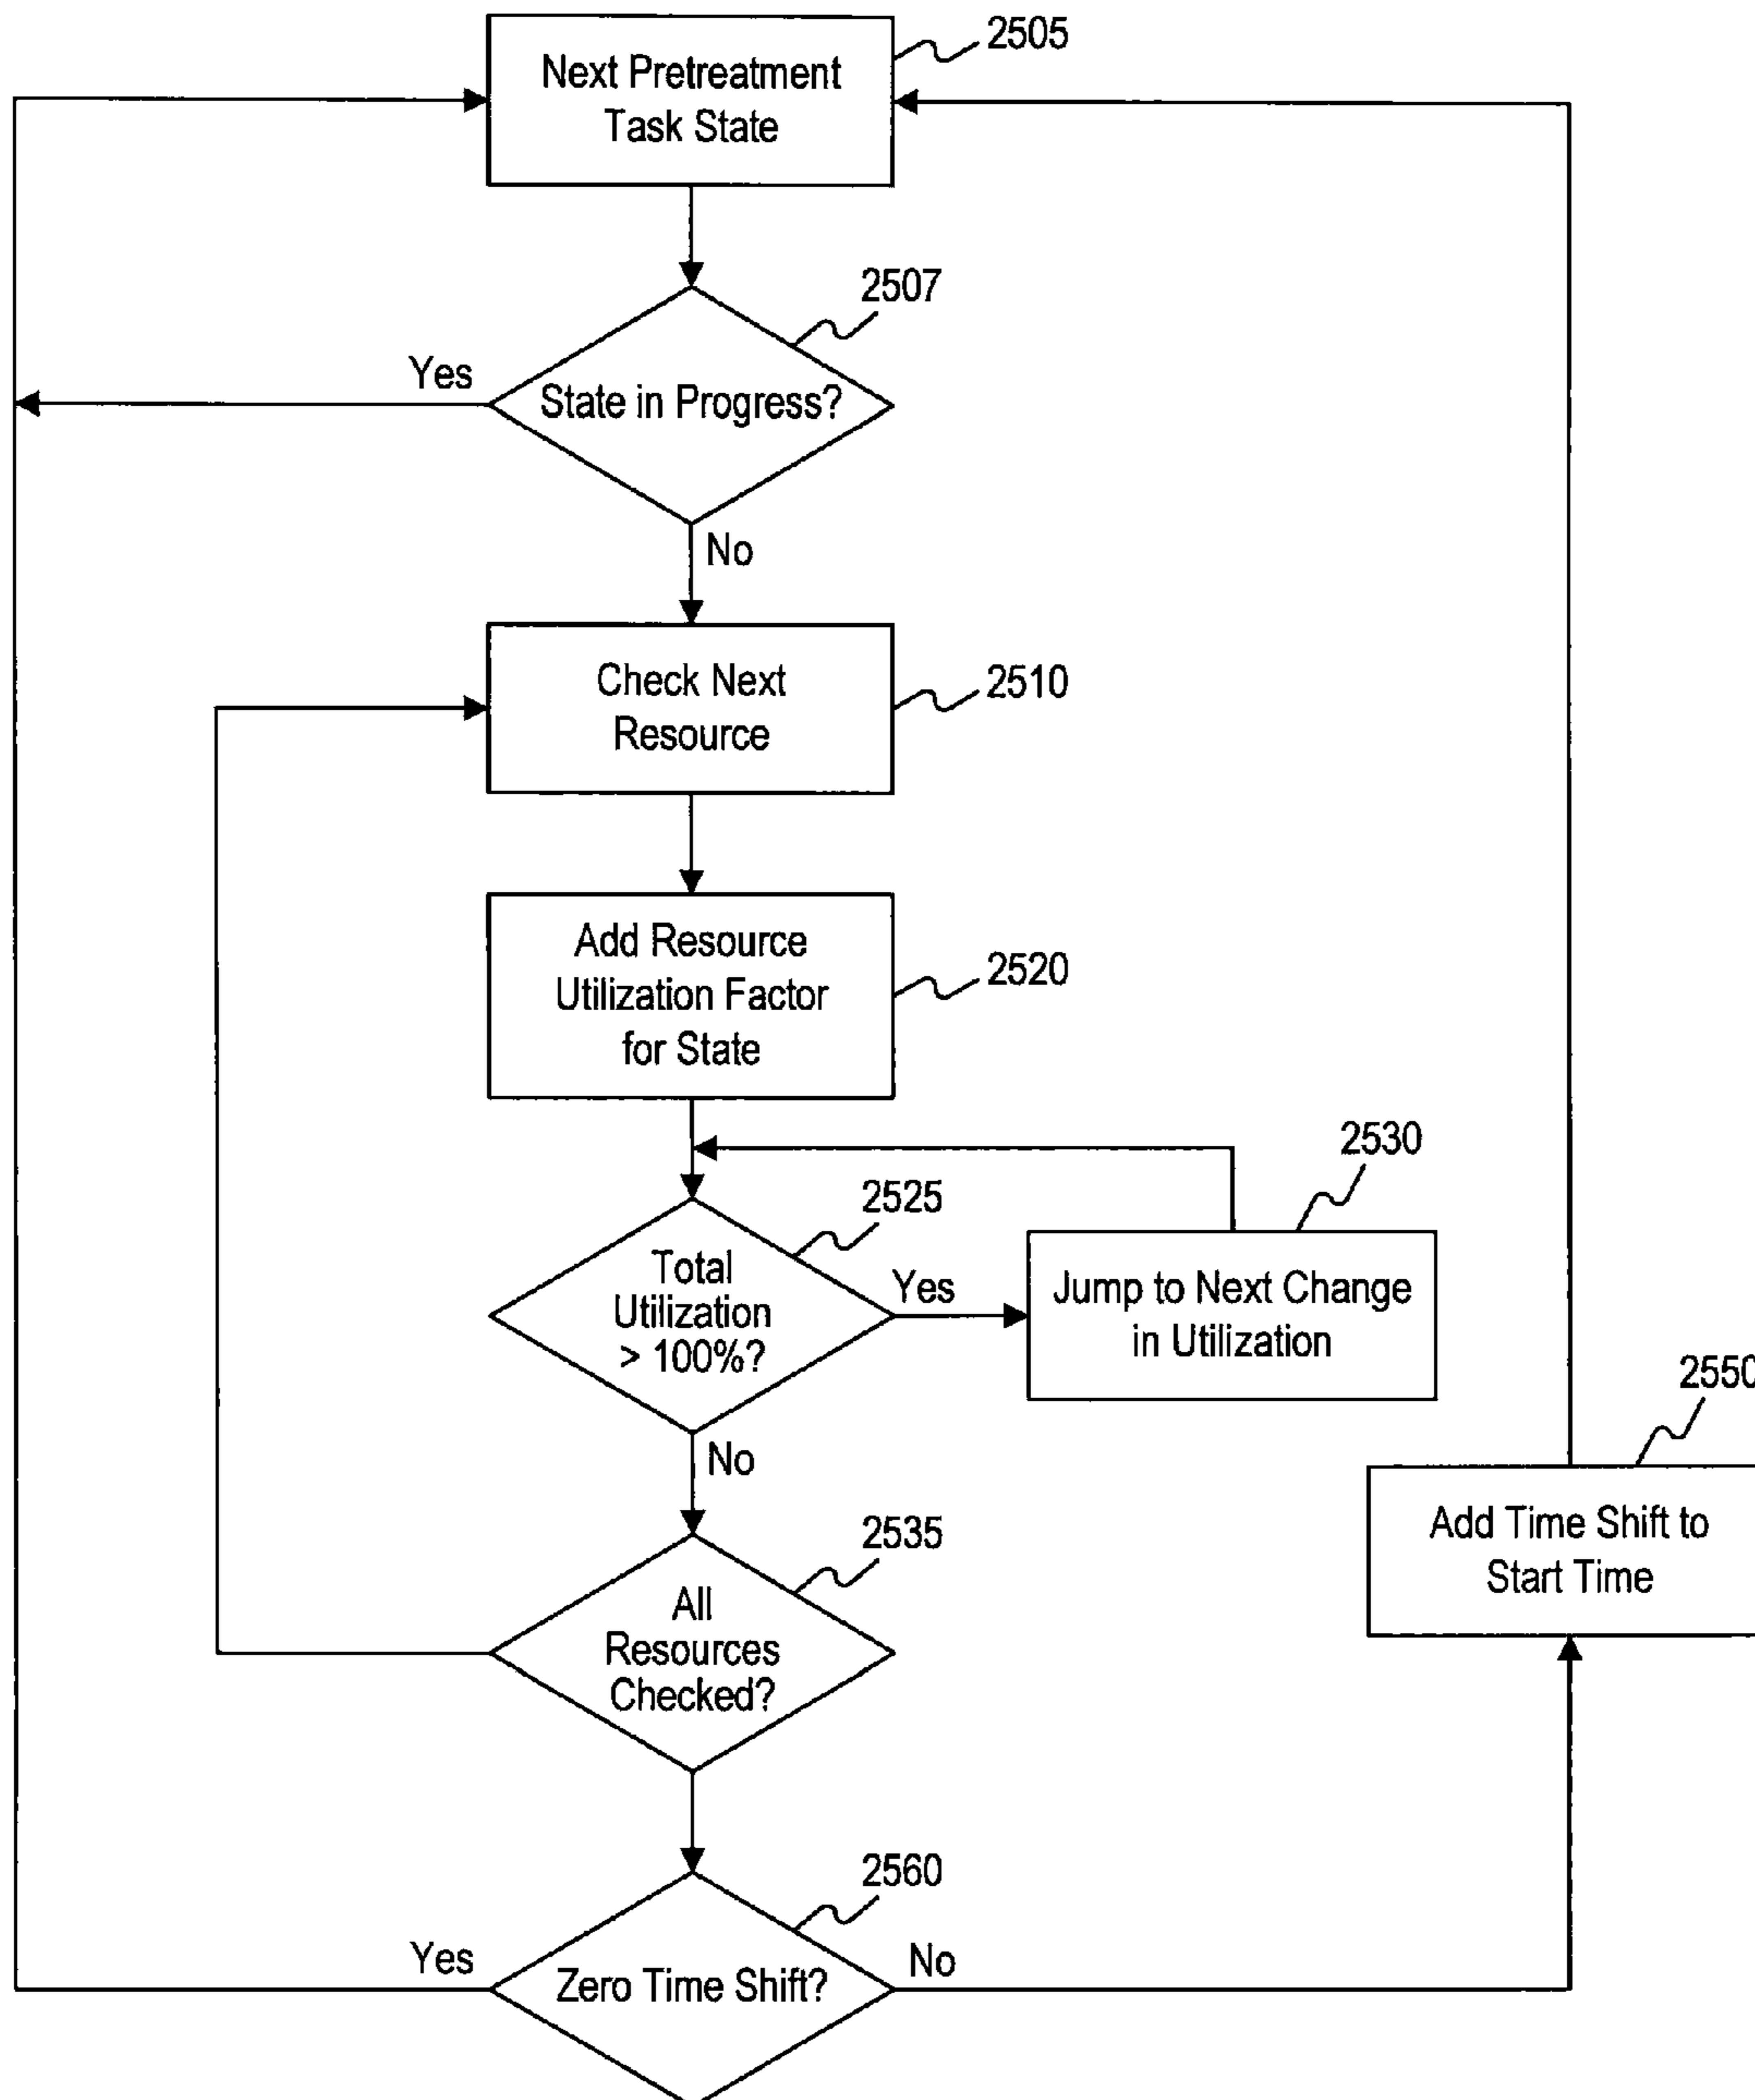 2505
Next Pretreatment
Task State
2507
Yes
State in Progress?
No
Check Next
Resource
2510
Add Resource
Utilization Factor
for State
2520
2530
2525
Total
Utilization
> 100%?
Yes
Jump to Next Change
in Utilization
2550
No
2535
Add Time Shift to
Start Time
All
Resources
Checked?
2560
Yes
Zero Time Shift?
No